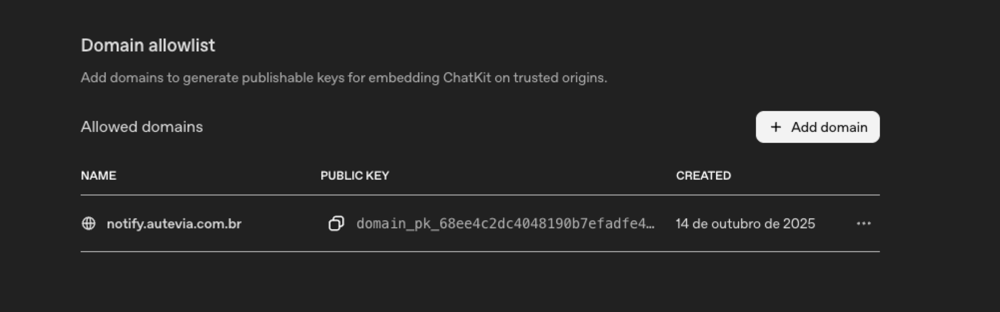 Domain allowlist
Add domains to generate publishable keys for embedding ChatKit on trusted origins.
Allowed domains
+ Add domain
NAME PUBLIC KEY CREATED
notify.autevia.com.br domain_pk_68ee4c2dc4048190b7efadfe4… 14 de outubro de 2025 ···